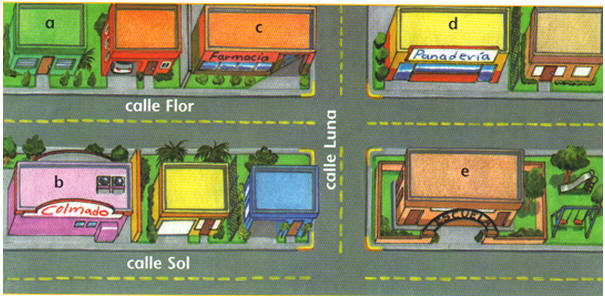 a
c
d
Farmacia
Panadería
calle Flor
calle Luna
b
e
Colmado
ESCUELA
calle Sol